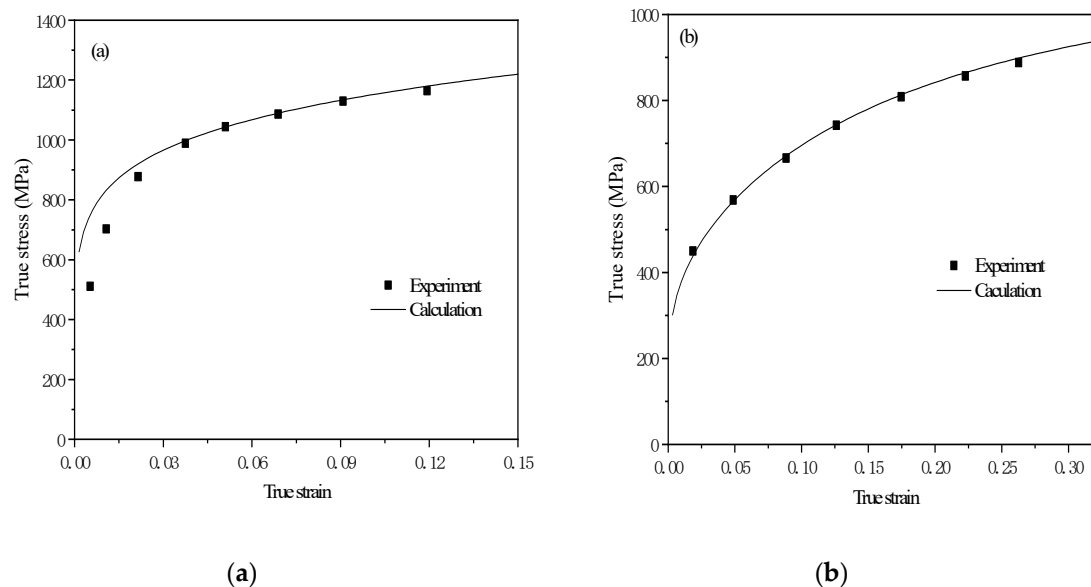 (a)
1400
1200
1000
800
600
400
200
0
True stress (MPa)
Experiment
Calculation
0.00 0.03 0.06 0.09 0.12 0.15
True strain
(a)
(b)
1000
800
600
400
200
0
True stress (MPa)
Experiment
Caculation
0.00 0.05 0.10 0.15 0.20 0.25 0.30
True strain
(b)